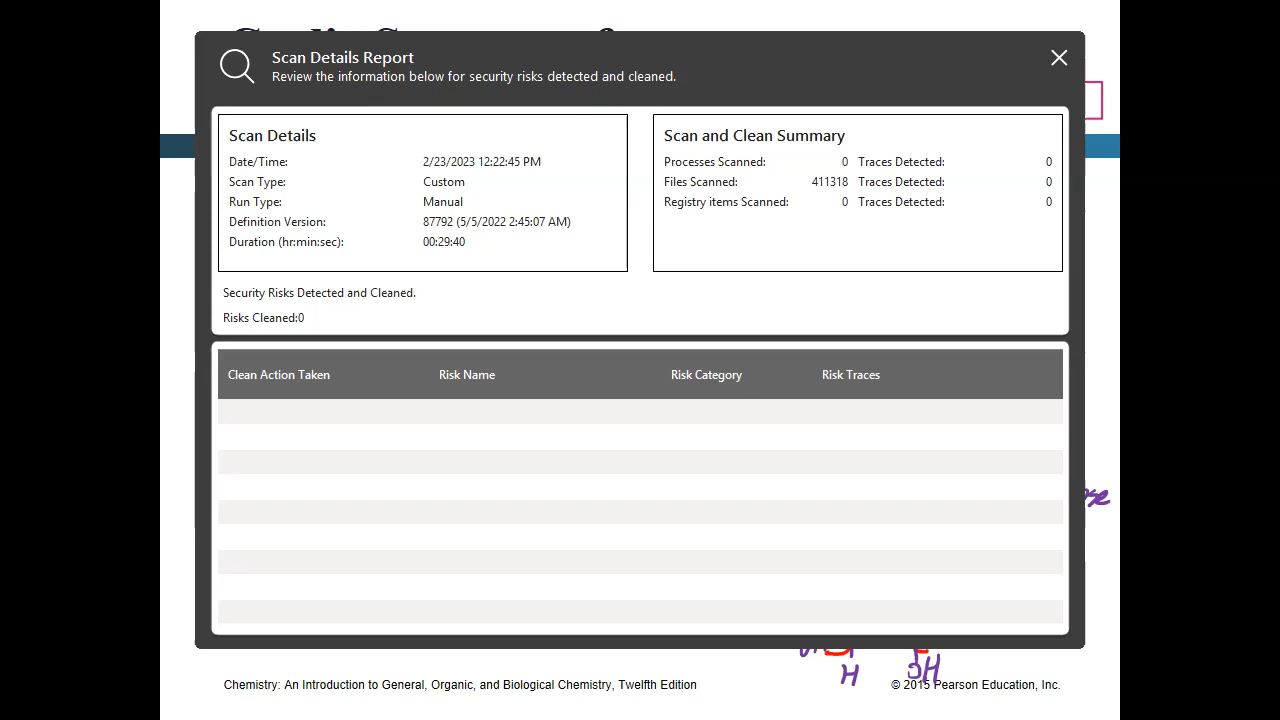 Scan Details Report
Review the information below for security risks detected and cleaned.
Scan Details
Date/Time: 2/23/2023 12:22:45 PM
Scan Type: Custom
Run Type: Manual
Definition Version: 87792 (5/5/2022 2:45:07 AM)
Duration (hr:min:sec): 00:29:40
Scan and Clean Summary
Processes Scanned: 0 Traces Detected: 0
Files Scanned: 411318 Traces Detected: 0
Registry items Scanned: 0 Traces Detected: 0
Security Risks Detected and Cleaned.
Risks Cleaned:0
Clean Action Taken Risk Name Risk Category Risk Traces
H OH
Chemistry: An Introduction to General, Organic, and Biological Chemistry, Twelfth Edition
© 2015 Pearson Education, Inc.